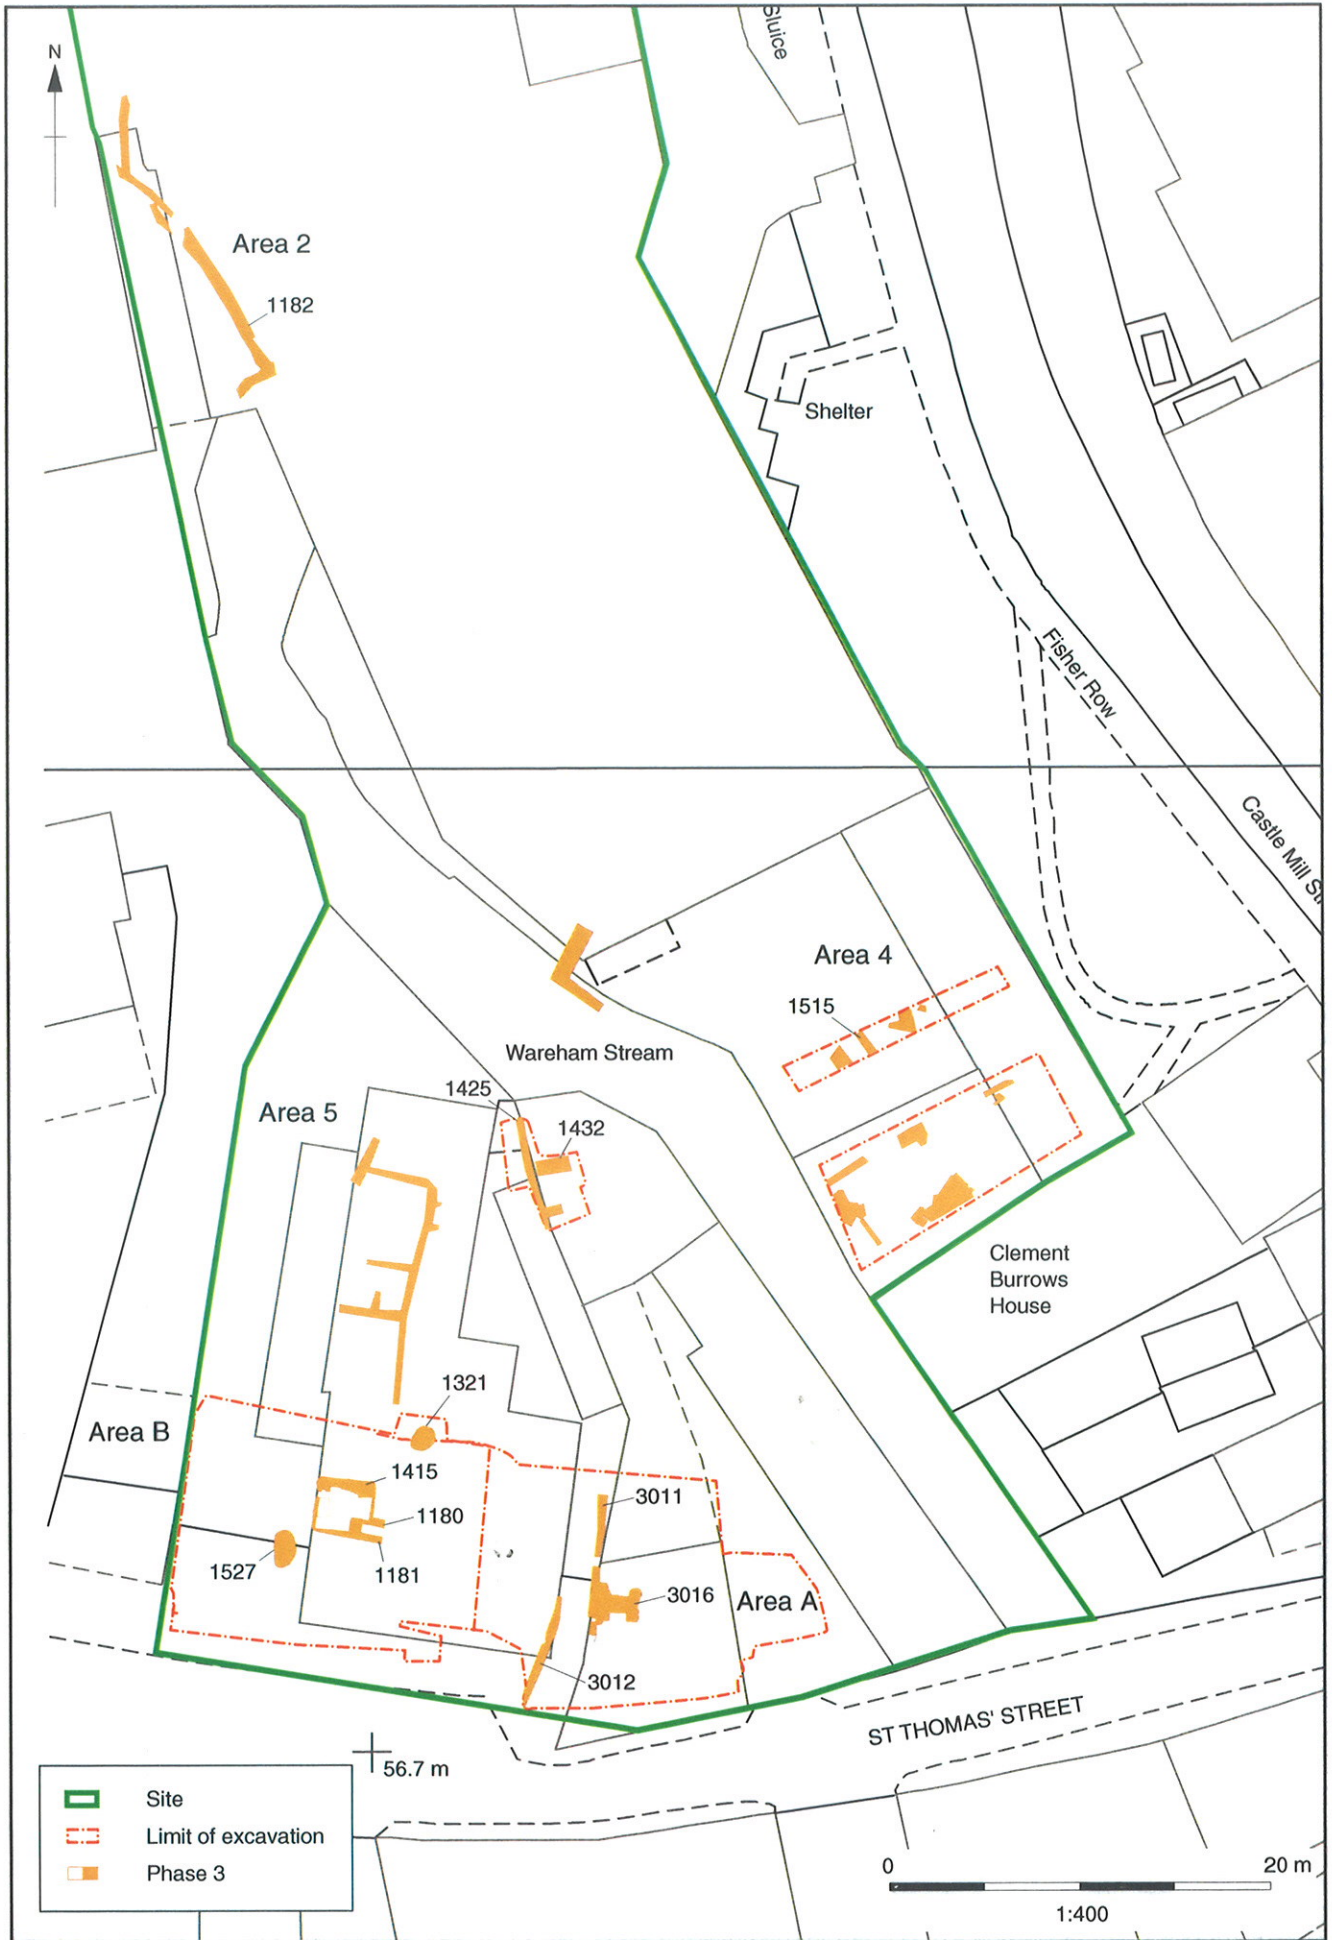 N
Sluice
Area 2
1182
Shelter
Fisher Row
Castle Mill
Area 4
1515
Wareham Stream
1425
1432
Area 5
Clement
Burrows
House
1321
Area B
1415
3011
1180
1527
1181
3016
Area A
3012
ST THOMAS' STREET
56.7 m
Site
Limit of excavation
Phase 3
0
20 m
1:400